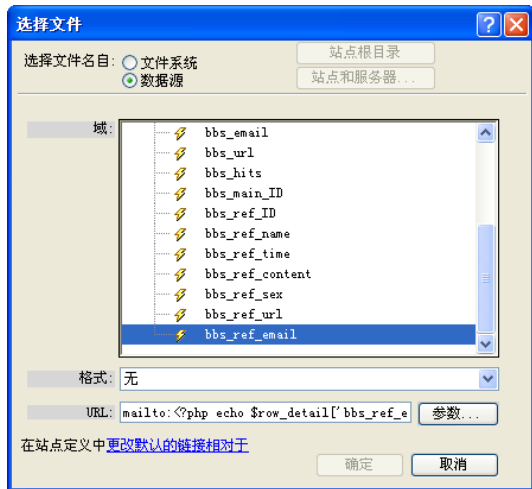 选择文件
选择文件名自: 文件系统 站点根目录
数据源 站点和服务器...
域: bbs_email
bbs_url
bbs_hits
bbs_main_ID
bbs_ref_ID
bbs_ref_name
bbs_ref_time
bbs_ref_content
bbs_ref_sex
bbs_ref_url
bbs_ref_email
格式: 无
URL: mailto:<?php echo $row_detail['bbs_ref_e 参数...
在站点定义中更改默认的链接相对于
确定 取消